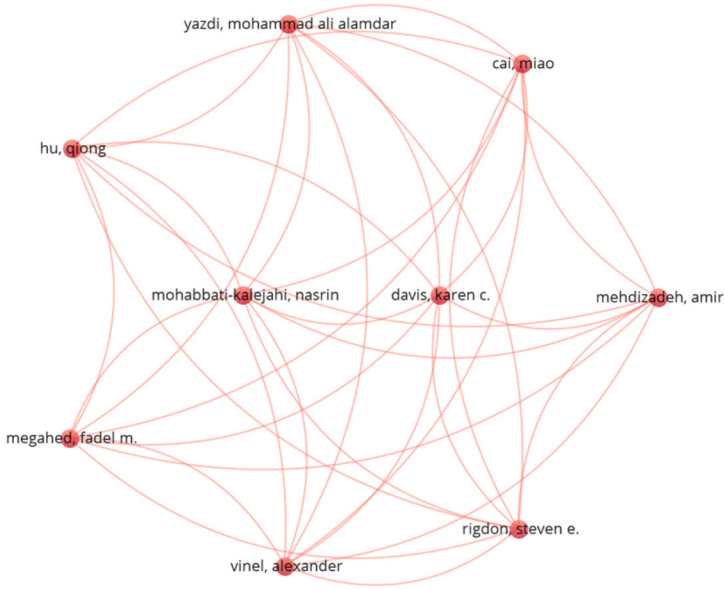 yazdi, mohammad ali alamdar
cai, miao
hu, qiong
mohabbati-kalejahi, nasrin
davis, karen c.
mehdizadeh, amir
megahed, fadel m.
rigdon, steven e.
vinel, alexander